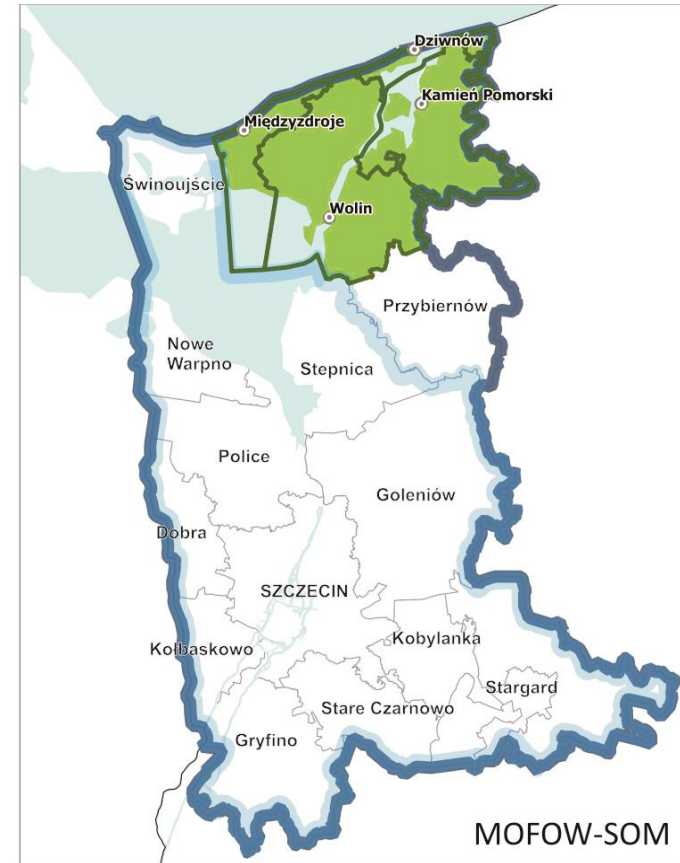 Dziwnów
Kamień Pomorski
Międzyzdroje
Świnoujście
Wolin
Przybiernów
Nowe
Warpno
Stepnica
Police
Goleniów
Dobra
SZCZECIN
Kołbaskowo
Kobylanka
Stargard
Stare Czarnowo
Gryfino
MOFOW-SOM